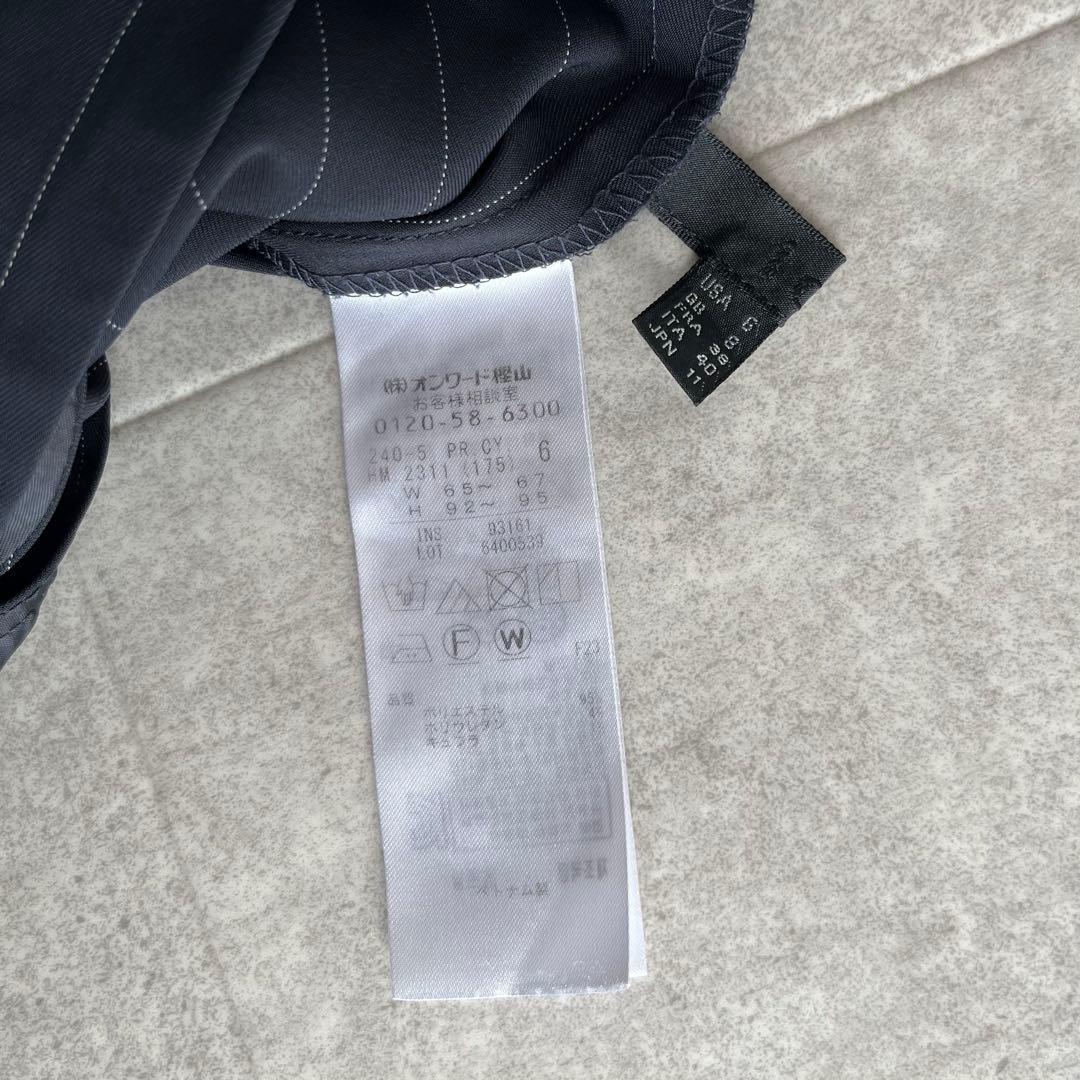 (株)オンワード樫山
お客様相談室
0120-58-6300
240-5 PR CY 6
HM 2311 (175)
W 65～ 67
H 92～ 95
INS 93161
LOT 6400539
F W
F23
品質
ポリエステル
ポリウレタン
キュプラ
USA 6
GB 8
FRA 38
ITA 40
JPN 11